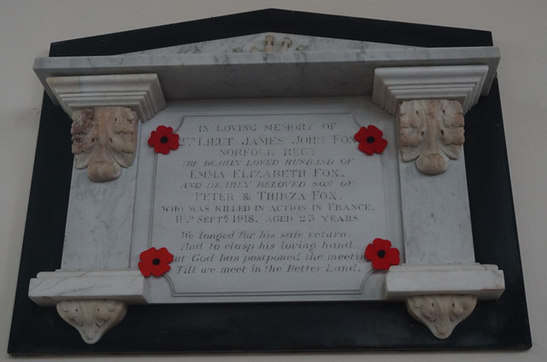 IN LOVING MEMORY OF
2ND LIEUT JAMES JOHN FOX
NORFOLK REGT
THE DEARLY LOVED HUSBAND OF
EMMA ELIZABETH FOX,
AND DEARLY BELOVED SON OF
PETER & THIRZA FOX,
WHO WAS KILLED IN ACTION IN FRANCE,
SEPT. 1918, AGED 25 YEARS.
We longed for his safe return
And to clasp his loving hand
But God has postponed the meeting
Till we meet in the Better Land.